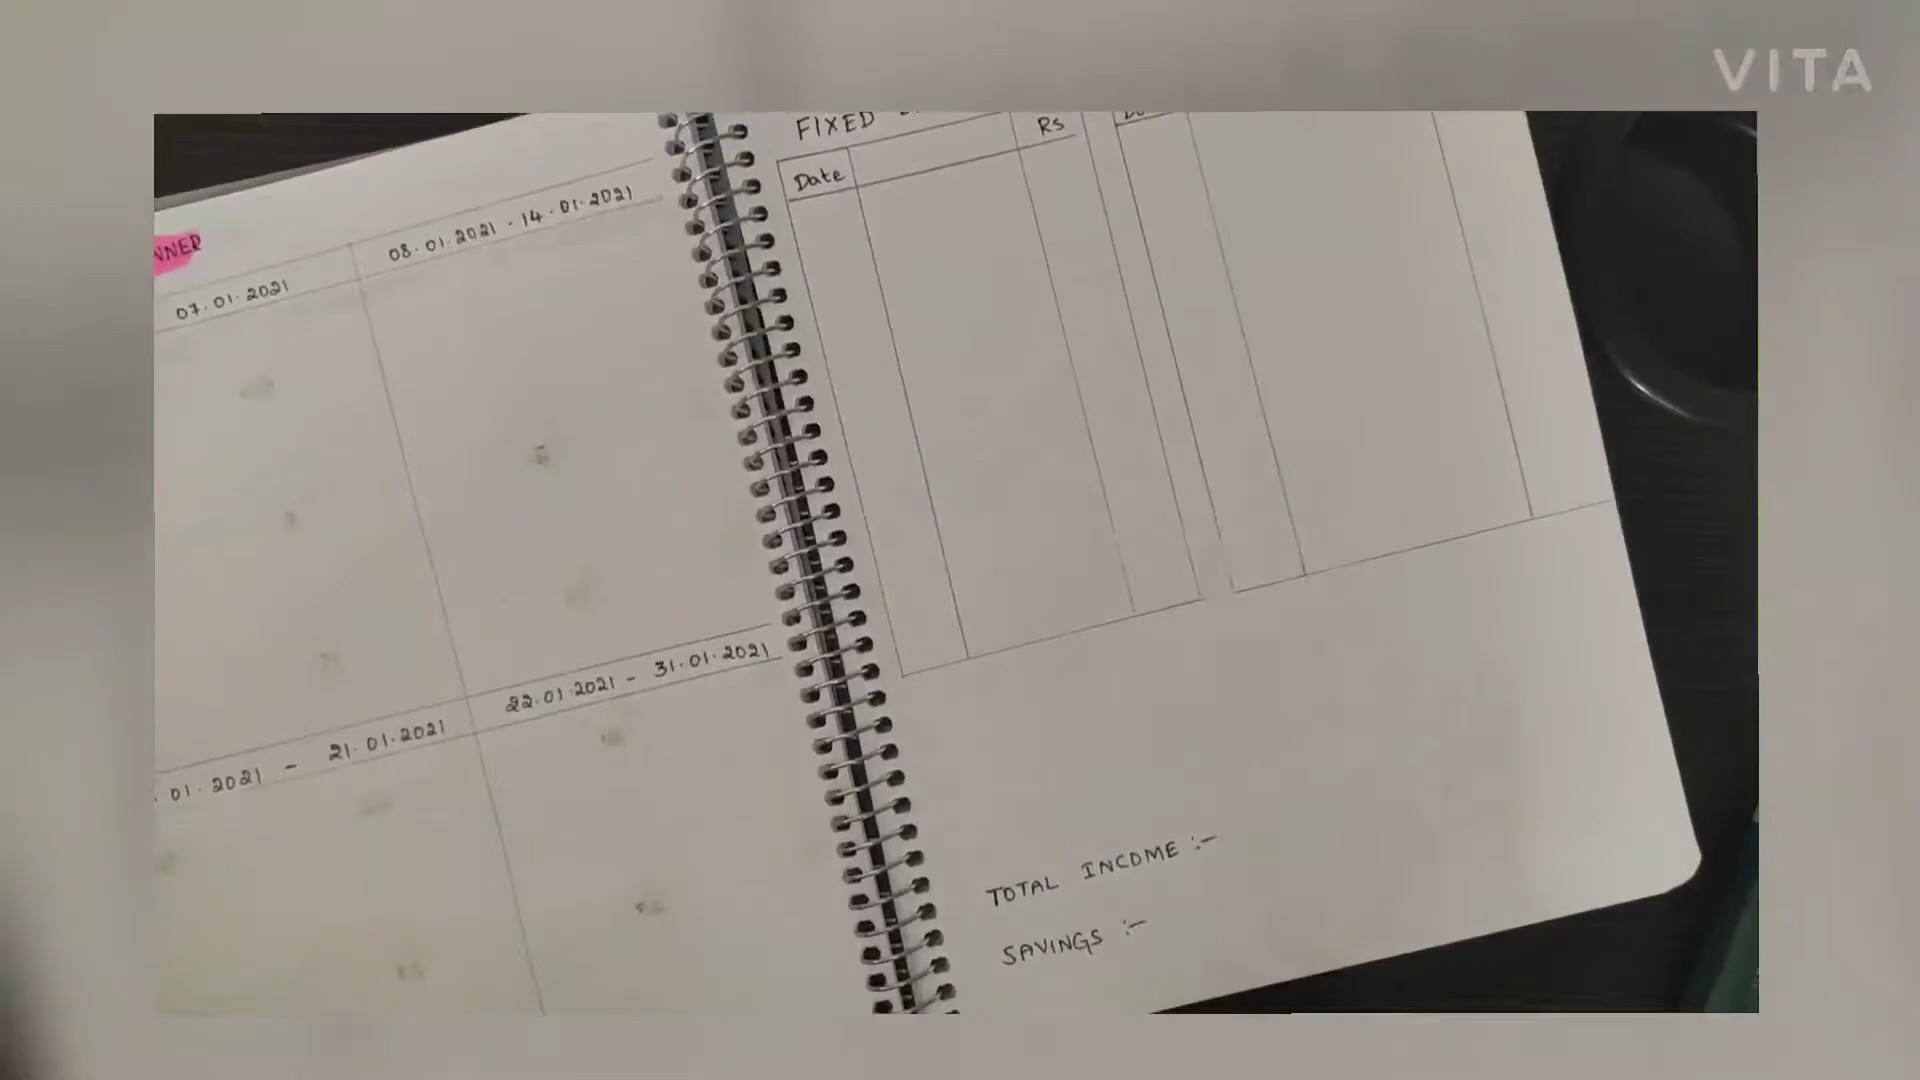 VITA
NNER
07.01.2021
08.01.2021 - 14.01.2021
.01.2021 - 21.01.2021
22.01.2021 - 31.01.2021
FIXED
Date
Rs
TOTAL INCOME :-
SAVINGS :-